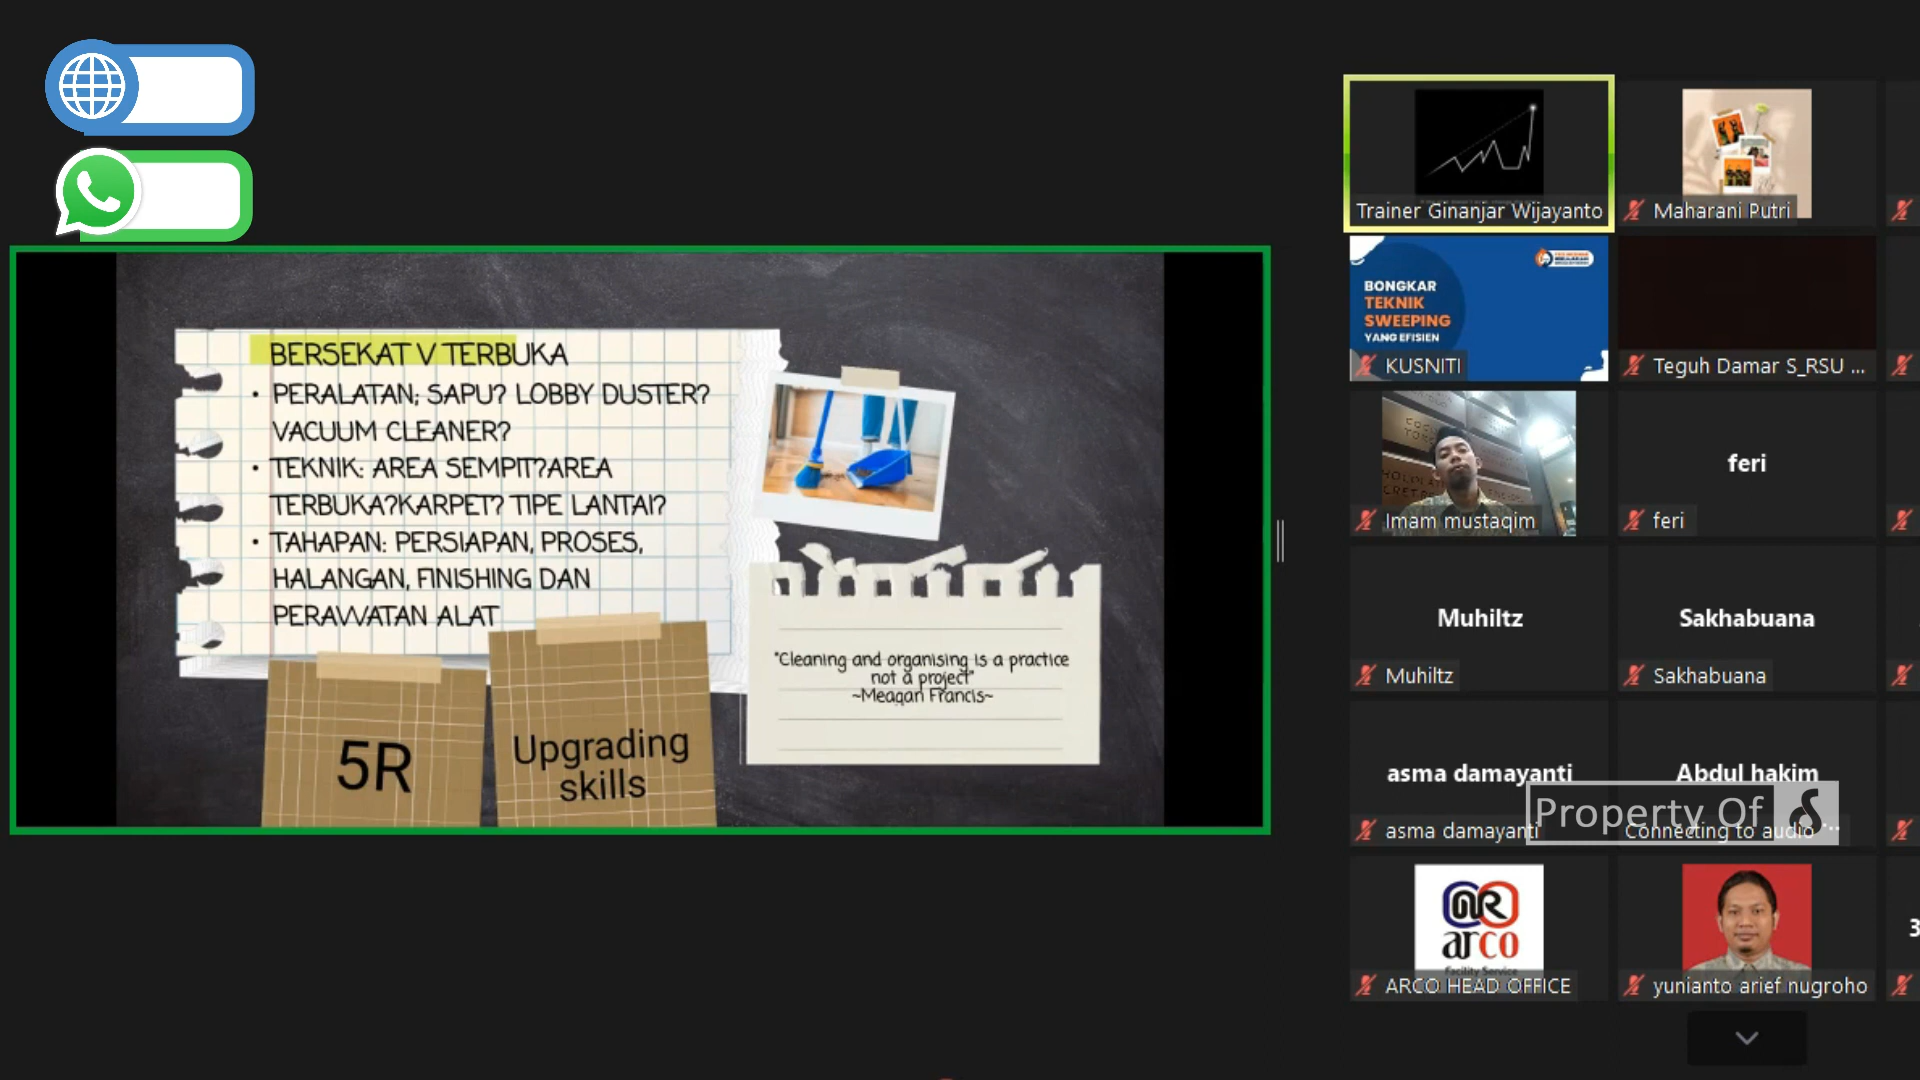 BERSEKAT V TERBUKA
• PERALATAN; SAPU? LOBBY DUSTER?
VACUUM CLEANER?
• TEKNIK: AREA SEMPIT?AREA
TERBUKA?KARPET? TIPE LANTAI?
• TAHAPAN: PERSIAPAN, PROSES,
HALANGAN, FINISHING DAN
PERAWATAN ALAT
5R
Upgrading
skills
"Cleaning and organising is a practice
not a project"
~Meagan Francis~
Trainer Ginanjar Wijayanto
Maharani Putri
BONGKAR
TEKNIK
SWEEPING
YANG EFISIEN
KUSNITI
Teguh Damar S_RSU ...
Imam mustaqim
feri
feri
Muhiltz
Muhiltz
Sakhabuana
Sakhabuana
asma damayanti
asma damayanti
Abdul hakim
Connecting to audio ...
Property Of
arco
Facility Service
ARCO HEAD OFFICE
yunianto arief nugroho
3